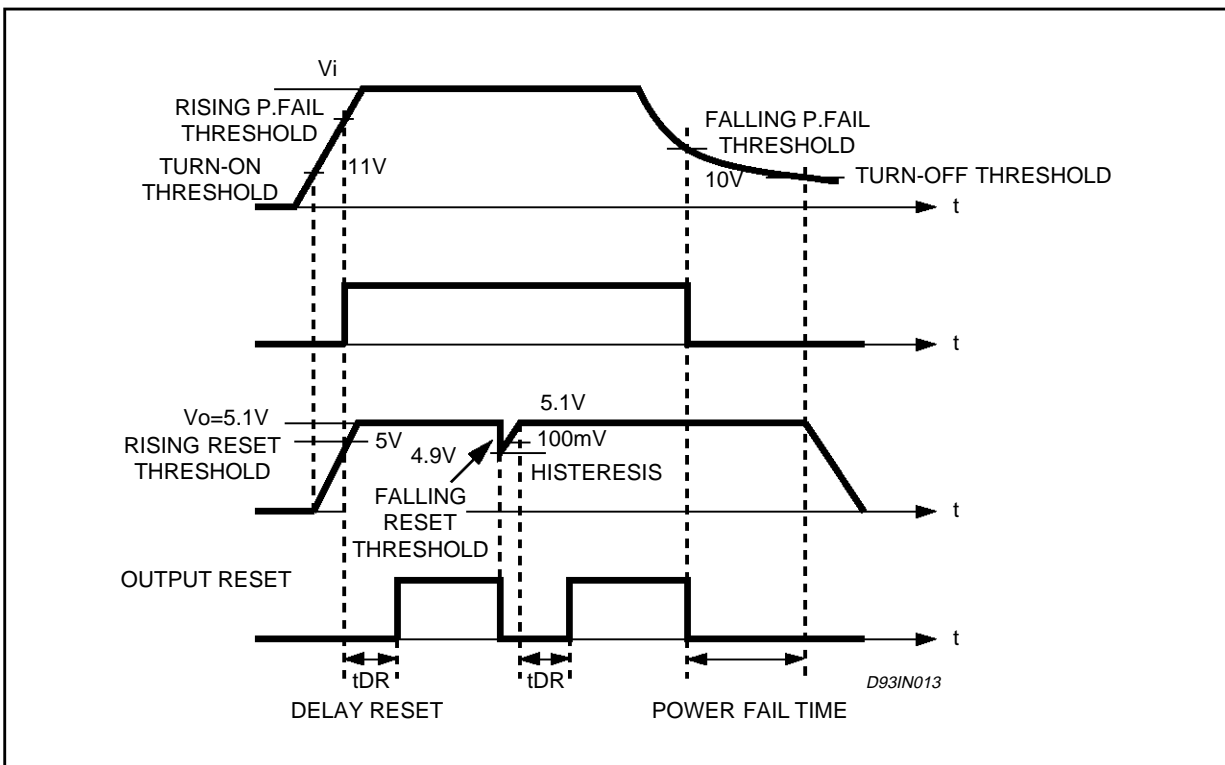 Vi
RISING P.FAIL
THRESHOLD
TURN-ON
THRESHOLD
11V
FALLING P.FAIL
THRESHOLD
10V
TURN-OFF THRESHOLD
t
t
Vo=5.1V
RISING RESET
THRESHOLD
5V
4.9V
5.1V
100mV
HISTERESIS
FALLING
RESET
THRESHOLD
t
OUTPUT RESET
t
tDR
tDR
D93IN013
DELAY RESET
POWER FAIL TIME